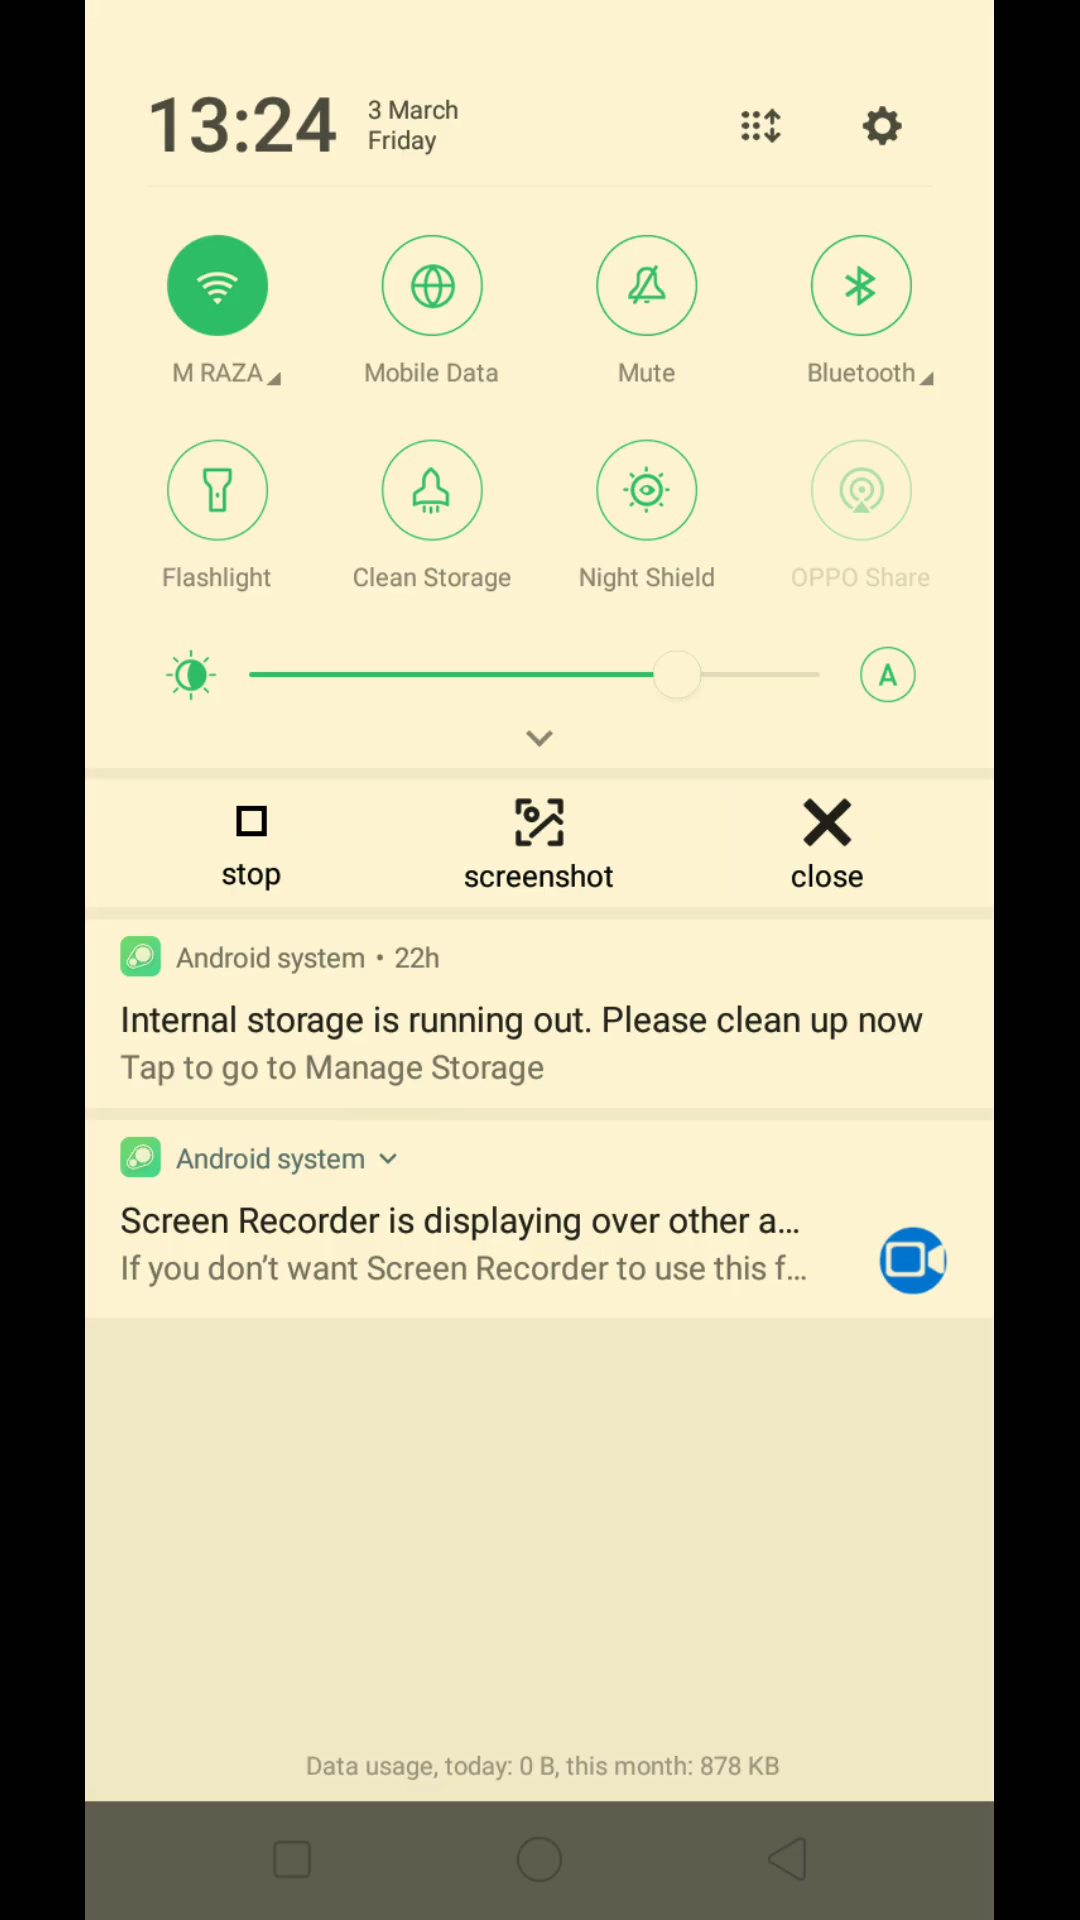 13:24
3 March
Friday
M RAZA
Mobile Data
Mute
Bluetooth
Flashlight
Clean Storage
Night Shield
OPPO Share
A
stop
screenshot
close
Android system • 22h
Internal storage is running out. Please clean up now
Tap to go to Manage Storage
Android system
Screen Recorder is displaying over other a...
If you don't want Screen Recorder to use this f...
Data usage, today: 0 B, this month: 878 KB